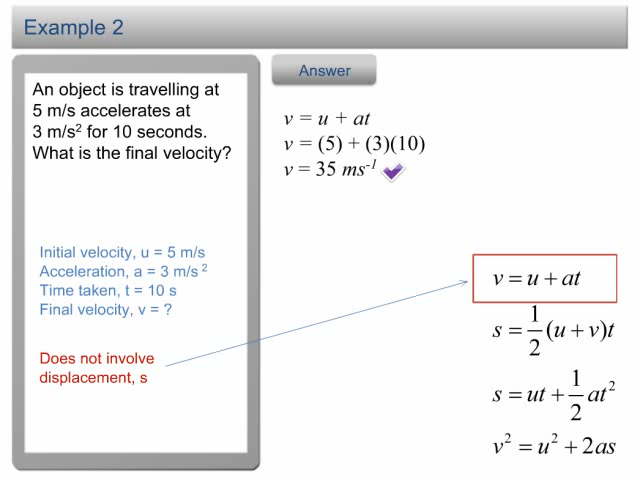 Example 2
An object is travelling at
5 m/s accelerates at
3 m/s² for 10 seconds.
What is the final velocity?
Initial velocity, u = 5 m/s
Acceleration, a = 3 m/s ²
Time taken, t = 10 s
Final velocity, v = ?
Does not involve
displacement, s
Answer
v = u + at
v = (5) + (3)(10)
v = 35 ms⁻¹
v = u + at
s = 1/2 (u + v)t
s = ut + 1/2 at²
v² = u² + 2as